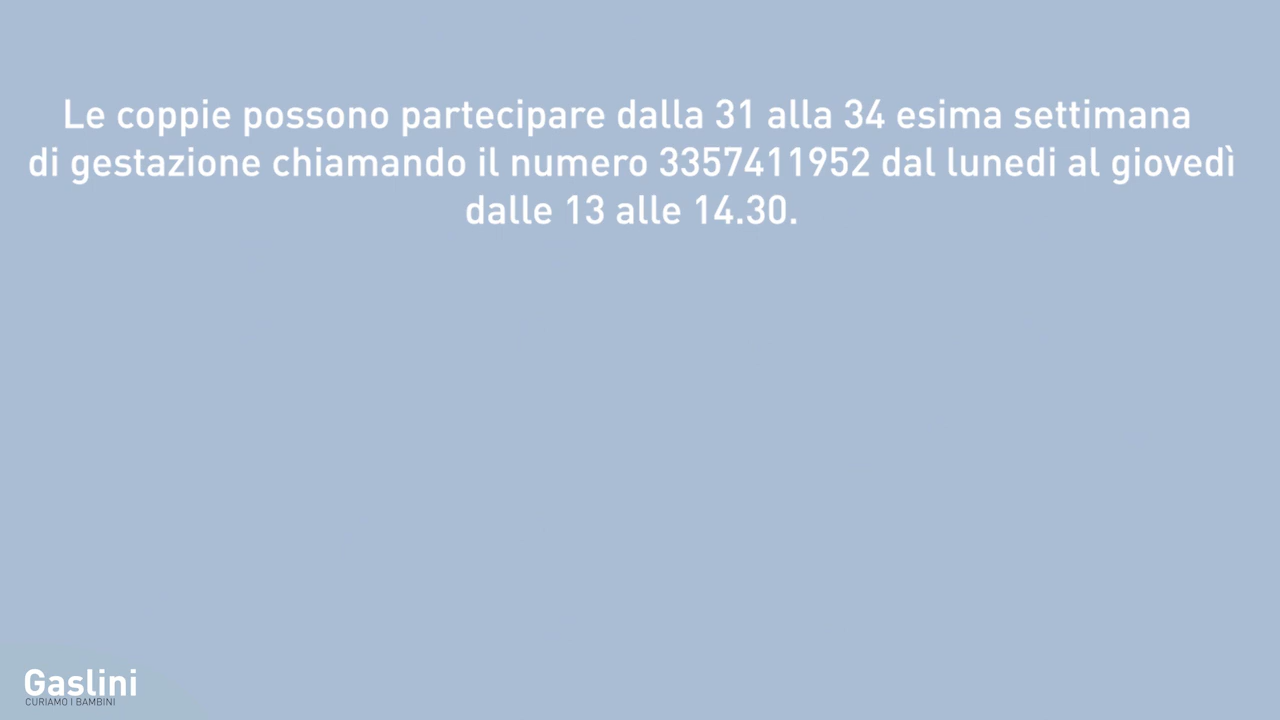 Le coppie possono partecipare dalla 31 alla 34 esima settimana
di gestazione chiamando il numero 3357411952 dal lunedi al giovedì
dalle 13 alle 14.30.
Gaslini
CURIAMO I BAMBINI